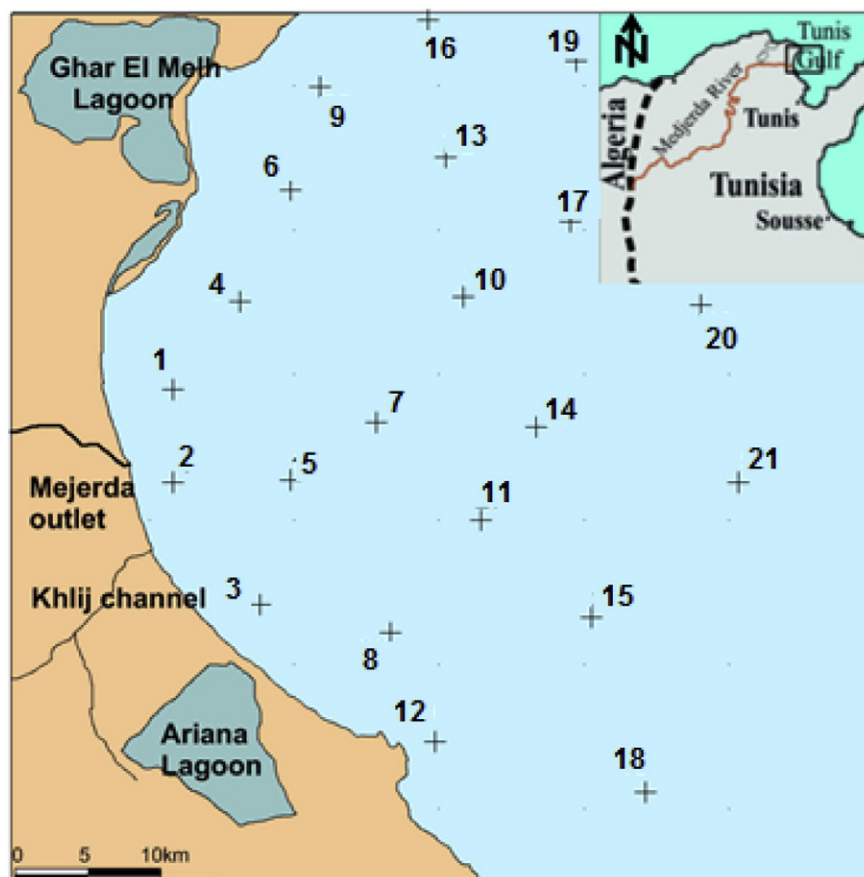 16
19
Tunis
Gulf
N
Ghar El Melh
Lagoon
9
Medjerda River
Tunis
13
Algeria
6
Tunisia
17
Sousse
4
10
20
1
7
14
2
5
21
Mejerda
outlet
11
Khlij channel
3
15
8
12
Ariana
Lagoon
18
0 5 10km